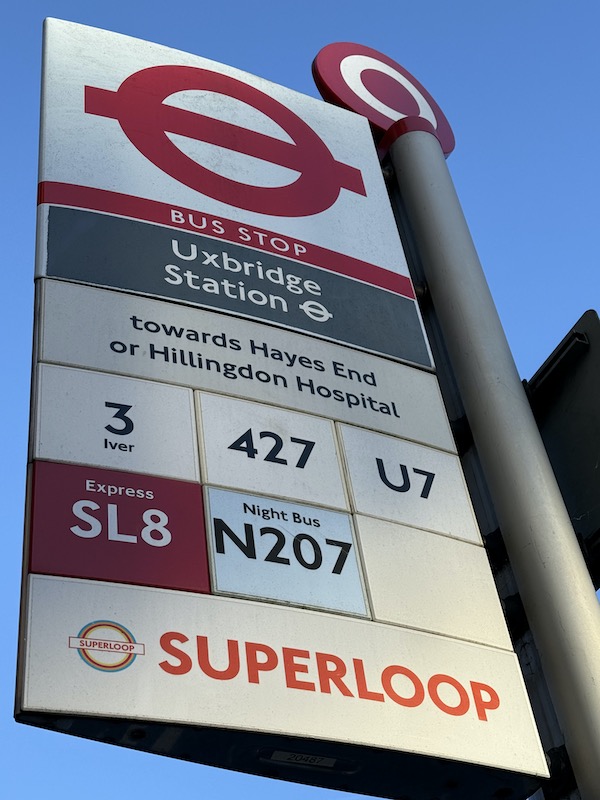 BUS STOP
Uxbridge
Station
towards Hayes End
or Hillingdon Hospital
3
Iver
427
U7
Express
SL8
Night Bus
N207
SUPERLOOP
SUPERLOOP
20487